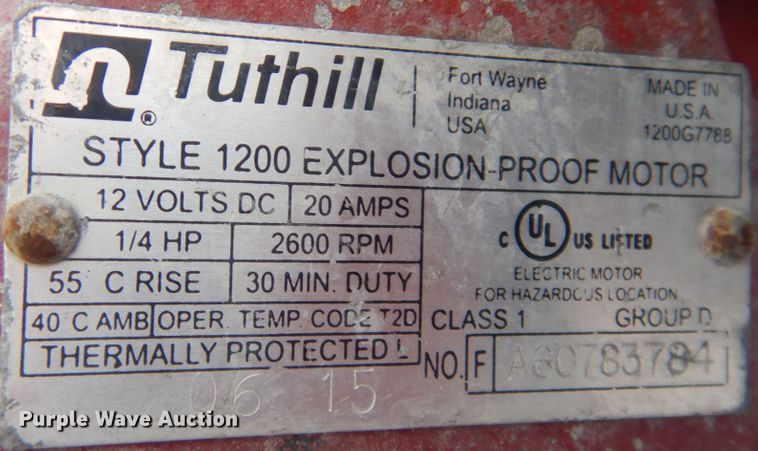 Tuthill
®
Fort Wayne
Indiana
USA
MADE IN
U.S.A.
1200G7788
STYLE 1200 EXPLOSION-PROOF MOTOR
12 VOLTS DC 20 AMPS
1/4 HP 2600 RPM
55 C RISE 30 MIN. DUTY
40 C AMB OPER. TEMP. CODE T2D
THERMALLY PROTECTED L
C UL US LISTED
ELECTRIC MOTOR
FOR HAZARDOUS LOCATION
CLASS 1 GROUP D
NO. F A60783784
06 15
Purple Wave Auction